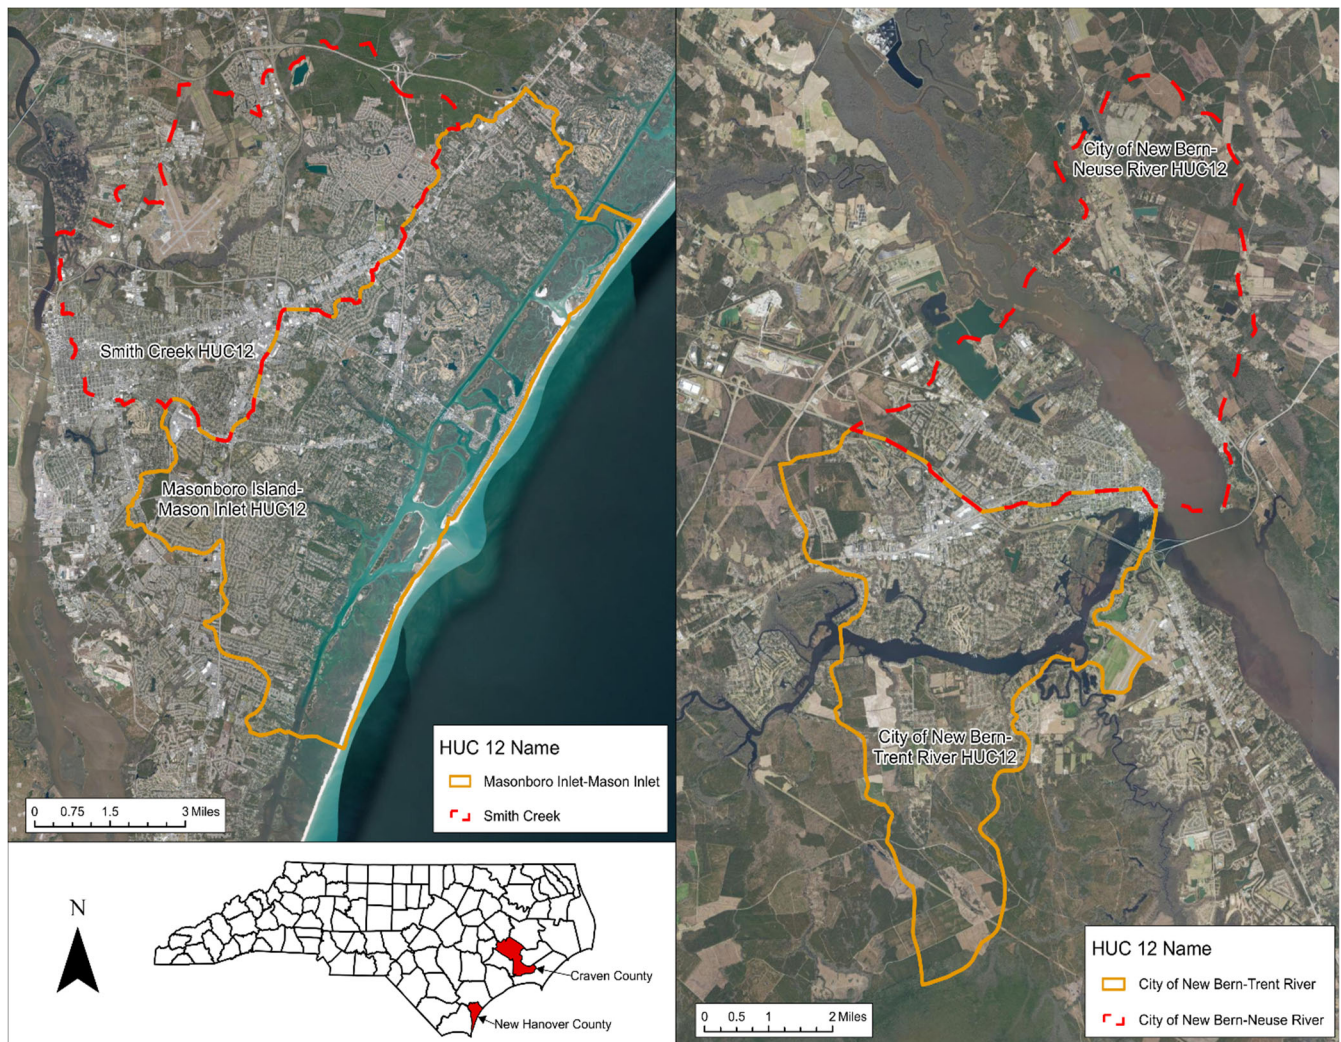 Smith Creek HUC12
Masonboro Island-
Mason Inlet HUC12
HUC 12 Name
Masonboro Inlet-Mason Inlet
Smith Creek
0 0.75 1.5 3 Miles
City of New Bern-
Neuse River HUC12
City of New Bern-
Trent River HUC12
HUC 12 Name
City of New Bern-Trent River
City of New Bern-Neuse River
0 0.5 1 2 Miles
N
Craven County
New Hanover County